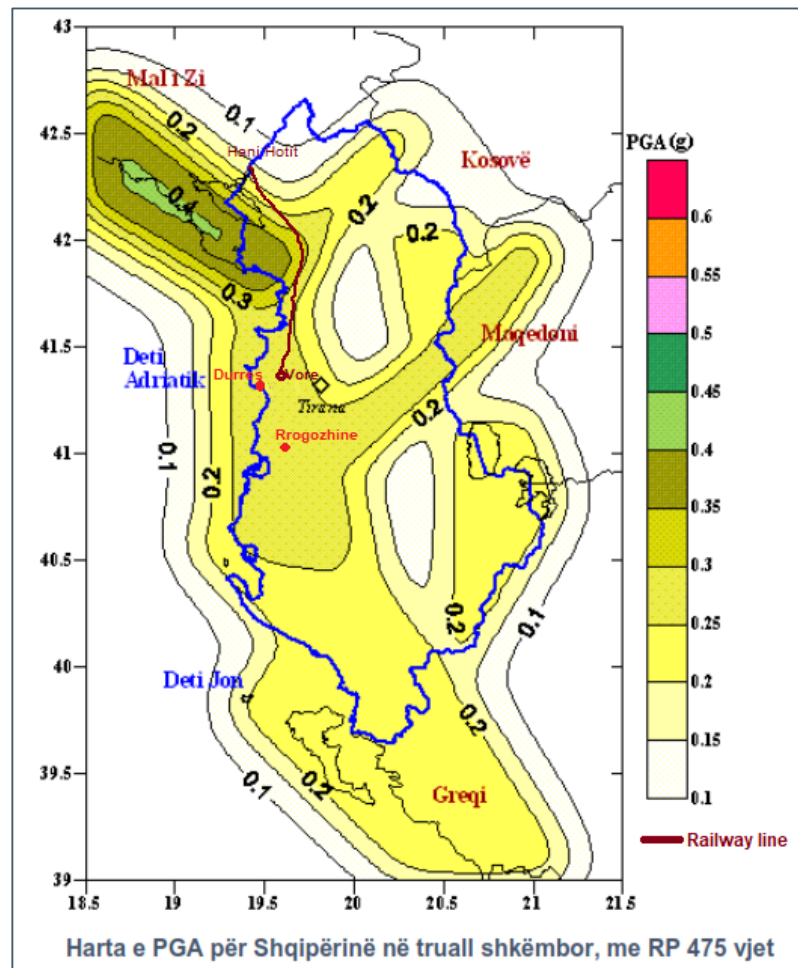 43
42.5
42
41.5
41
40.5
40
39.5
39
18.5
19
19.5
20
20.5
21
21.5
Mal i Zi
0.1
0.2
Hani Hotit
Kosovë
0.4
0.2
0.2
0.3
Maqedoni
Deti
Adriatik
Durres
Vore
Tirana
0.2
Rrogozhine
0.1
0.2
0.2
0.1
Deti Jon
0.2
0.1
0.2
Greqi
PGA (g)
0.6
0.55
0.5
0.45
0.4
0.35
0.3
0.25
0.2
0.15
0.1
Railway line
Harta e PGA për Shqipërinë në truall shkëmbor, me RP 475 vjet